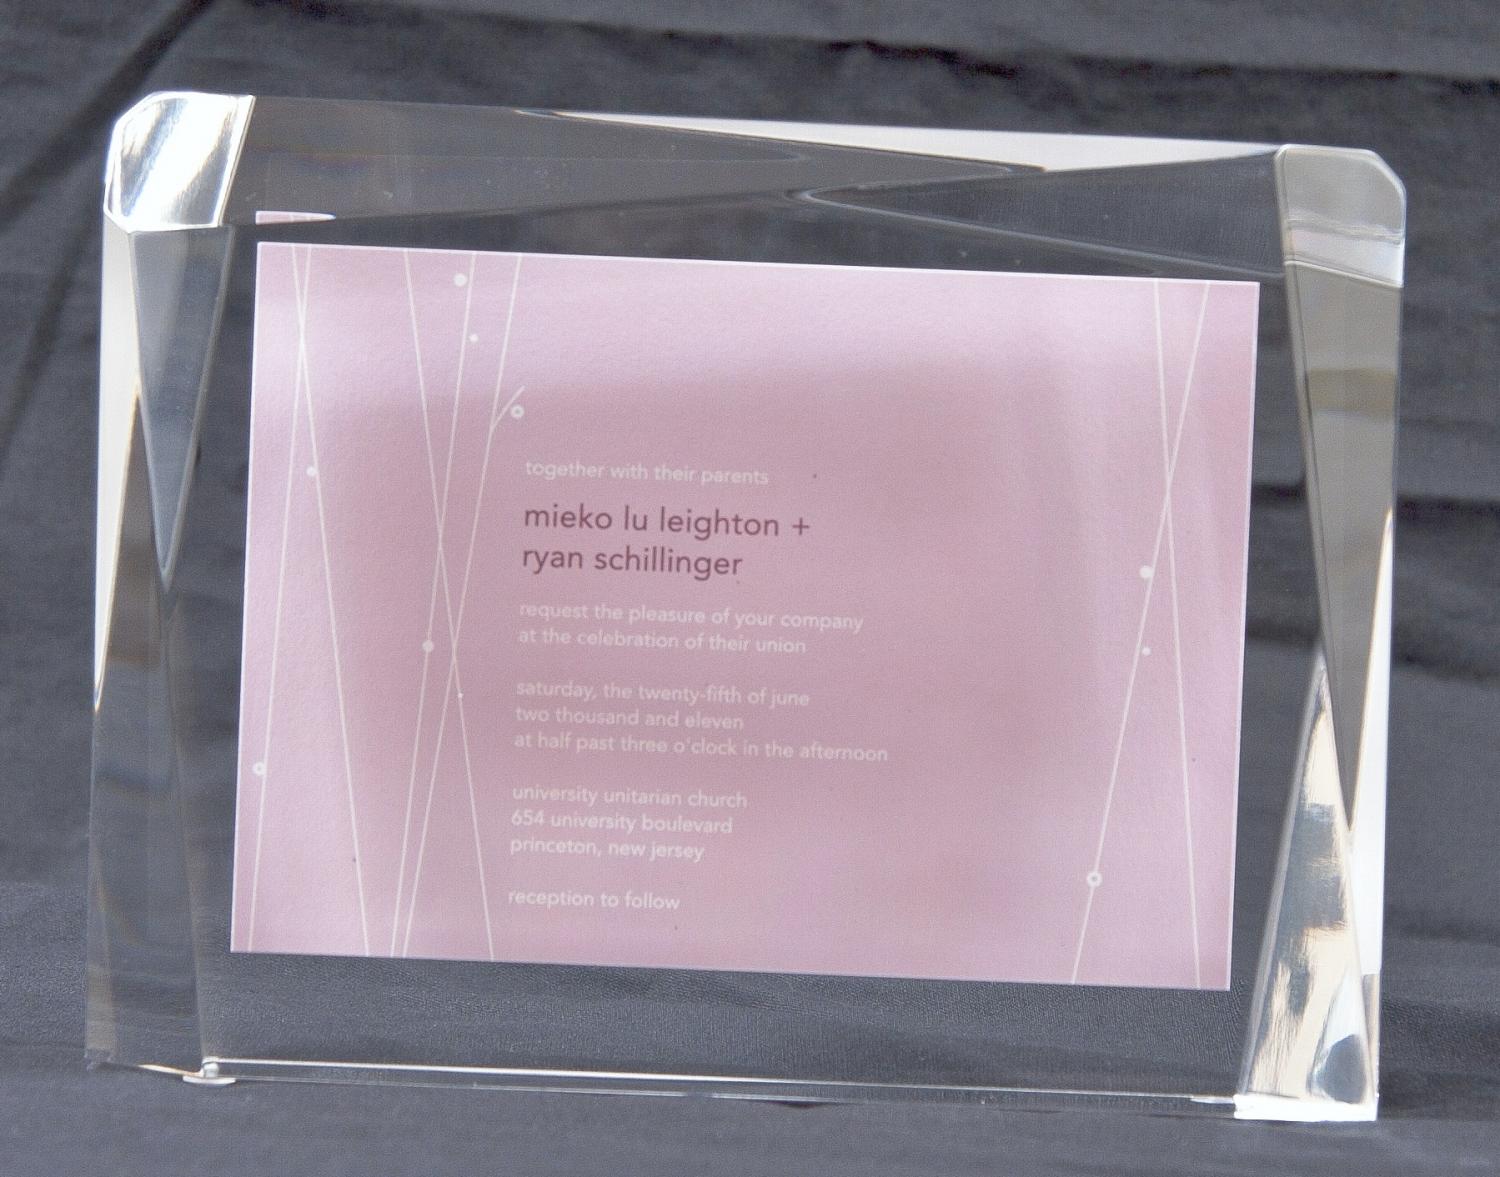 together with their parents
mieko lu leighton +
ryan schillinger
request the pleasure of your company
at the celebration of their union
saturday, the twenty-fifth of june
two thousand and eleven
at half past three o'clock in the afternoon
university unitarian church
654 university boulevard
princeton, new jersey
reception to follow